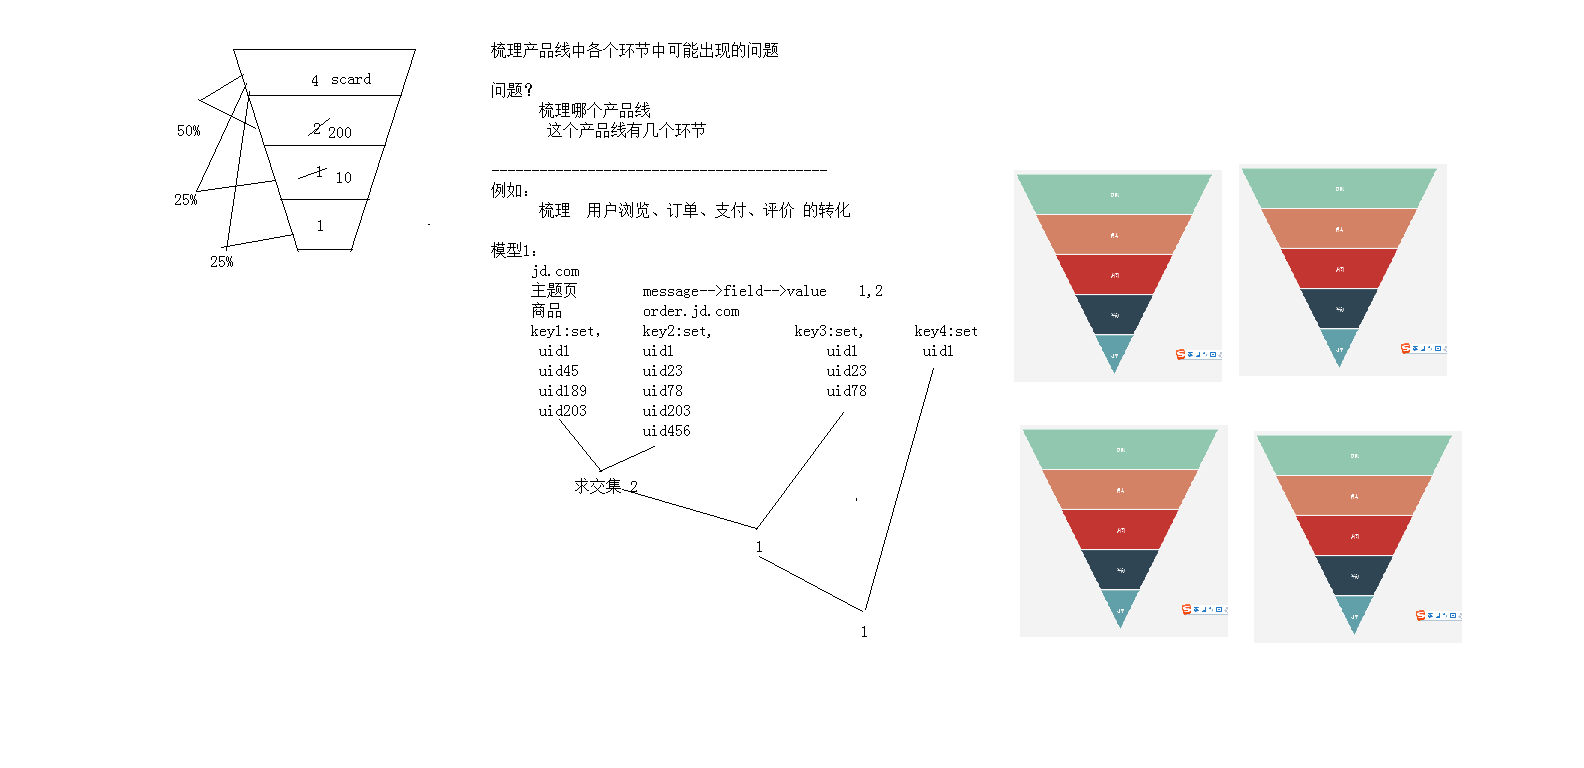 4 scard
2 200
1 10
1
50%
25%
25%
梳理产品线中各个环节中可能出现的问题
问题?
梳理哪个产品线
这个产品线有几个环节
------------------------------------------
例如:
梳理 用户浏览、订单、支付、评价 的转化
模型1:
jd.com
主题页 message-->field-->value 1,2
商品 order.jd.com
key1:set, key2:set, key3:set, key4:set
uid1 uid1 uid1 uid1
uid45 uid23 uid23
uid189 uid78 uid78
uid203 uid203
uid456
求交集 2
1
1